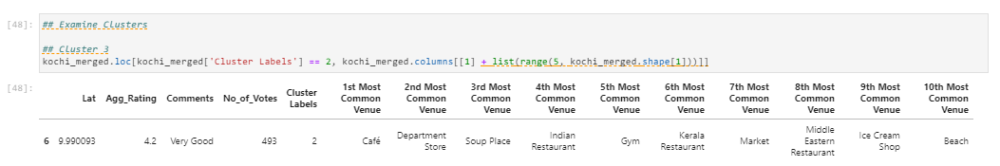 [48]: ## Examine Clusters
## Cluster 3
kochi_merged.loc[kochi_merged['Cluster Labels'] == 2, kochi_merged.columns[[1] + list(range(5, kochi_merged.shape[1]))]]
[48]:
Lat Agg_Rating Comments No_of_Votes Cluster Labels 1st Most Common Venue 2nd Most Common Venue 3rd Most Common Venue 4th Most Common Venue 5th Most Common Venue 6th Most Common Venue 7th Most Common Venue 8th Most Common Venue 9th Most Common Venue 10th Most Common Venue
6 9.990093 4.2 Very Good 493 2 Café Department Store Soup Place Indian Restaurant Gym Kerala Restaurant Market Middle Eastern Restaurant Ice Cream Shop Beach